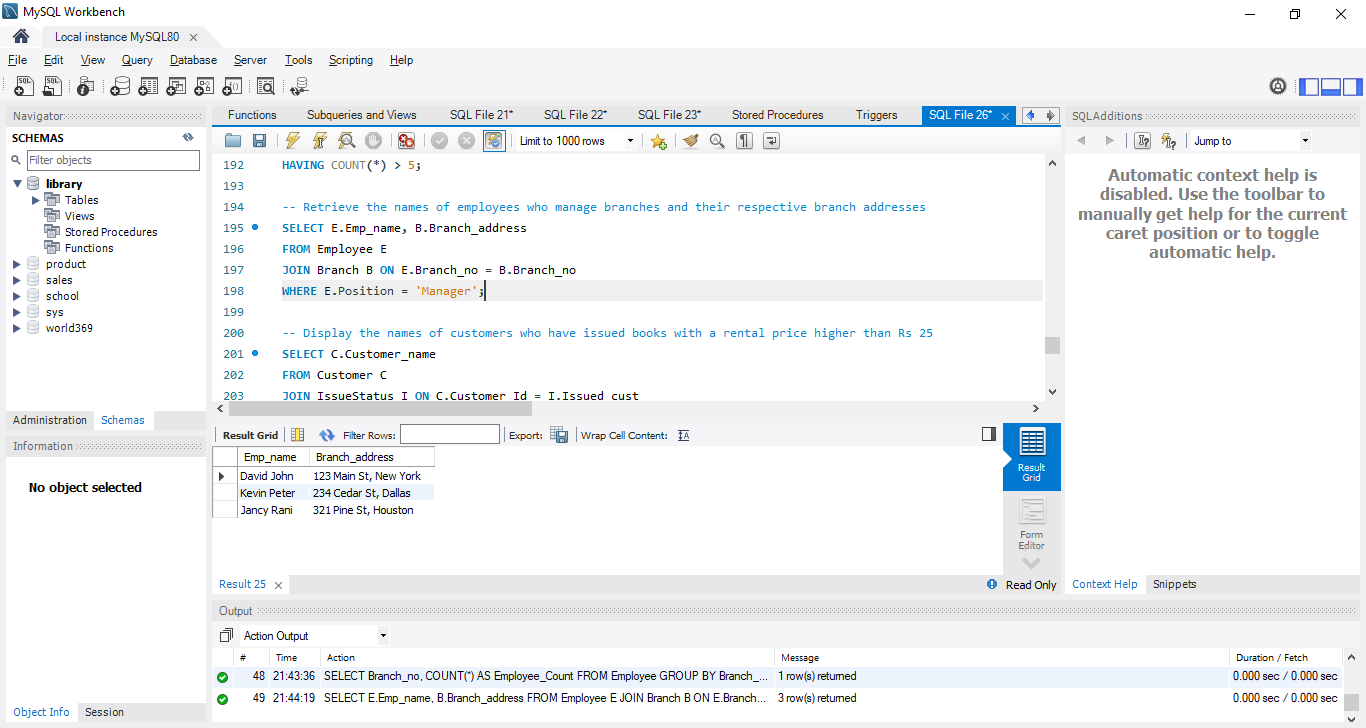 MySQL Workbench
Local instance MySQL80
File Edit View Query Database Server Tools Scripting Help
Navigator
SCHEMAS
Filter objects
library
Tables
Views
Stored Procedures
Functions
product
sales
school
sys
world369
Administration Schemas
Information
No object selected
Object Info Session
Functions Subqueries and Views SQL File 21* SQL File 22* SQL File 23* Stored Procedures Triggers SQL File 26*
Limit to 1000 rows
192 HAVING COUNT(*) > 5;
193
194 -- Retrieve the names of employees who manage branches and their respective branch addresses
195 SELECT E.Emp_name, B.Branch_address
196 FROM Employee E
197 JOIN Branch B ON E.Branch_no = B.Branch_no
198 WHERE E.Position = 'Manager';
199
200 -- Display the names of customers who have issued books with a rental price higher than Rs 25
201 SELECT C.Customer_name
202 FROM Customer C
203 JOIN IssueStatus I ON C.Customer_Id = I.Issued_cust
Result Grid Filter Rows: Export: Wrap Cell Content:
Emp_name Branch_address
David John 123 Main St, New York
Kevin Peter 234 Cedar St, Dallas
Jancy Rani 321 Pine St, Houston
Result
Grid
Form
Editor
Result 25
Read Only
SQLAdditions
Jump to
Automatic context help is
disabled. Use the toolbar to
manually get help for the current
caret position or to toggle
automatic help.
Context Help Snippets
Output
Action Output
# Time Action Message Duration / Fetch
48 21:43:36 SELECT Branch_no, COUNT(*) AS Employee_Count FROM Employee GROUP BY Branch_... 1 row(s) returned 0.000 sec / 0.000 sec
49 21:44:19 SELECT E.Emp_name, B.Branch_address FROM Employee E JOIN Branch B ON E.Branch... 3 row(s) returned 0.000 sec / 0.000 sec